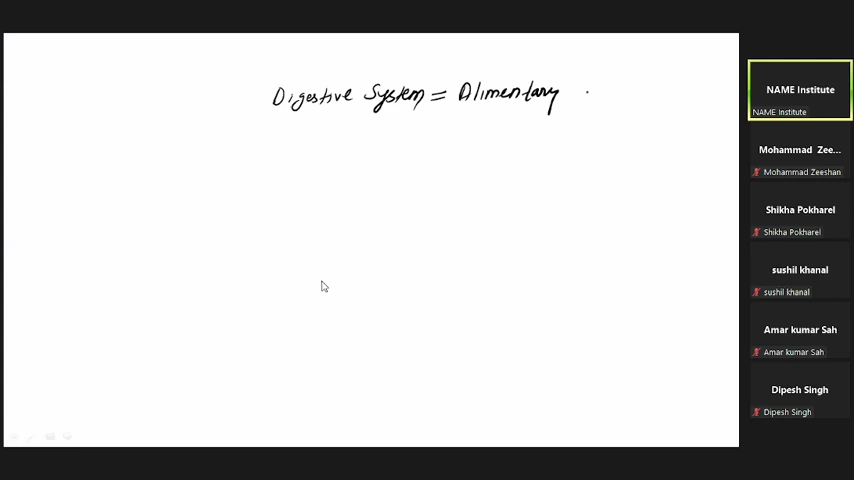 Digestive System = Alimentary
NAME Institute
NAME Institute
Mohammad Zee...
Mohammad Zeeshan
Shikha Pokharel
Shikha Pokharel
sushil khanal
sushil khanal
Amar kumar Sah
Amar kumar Sah
Dipesh Singh
Dipesh Singh